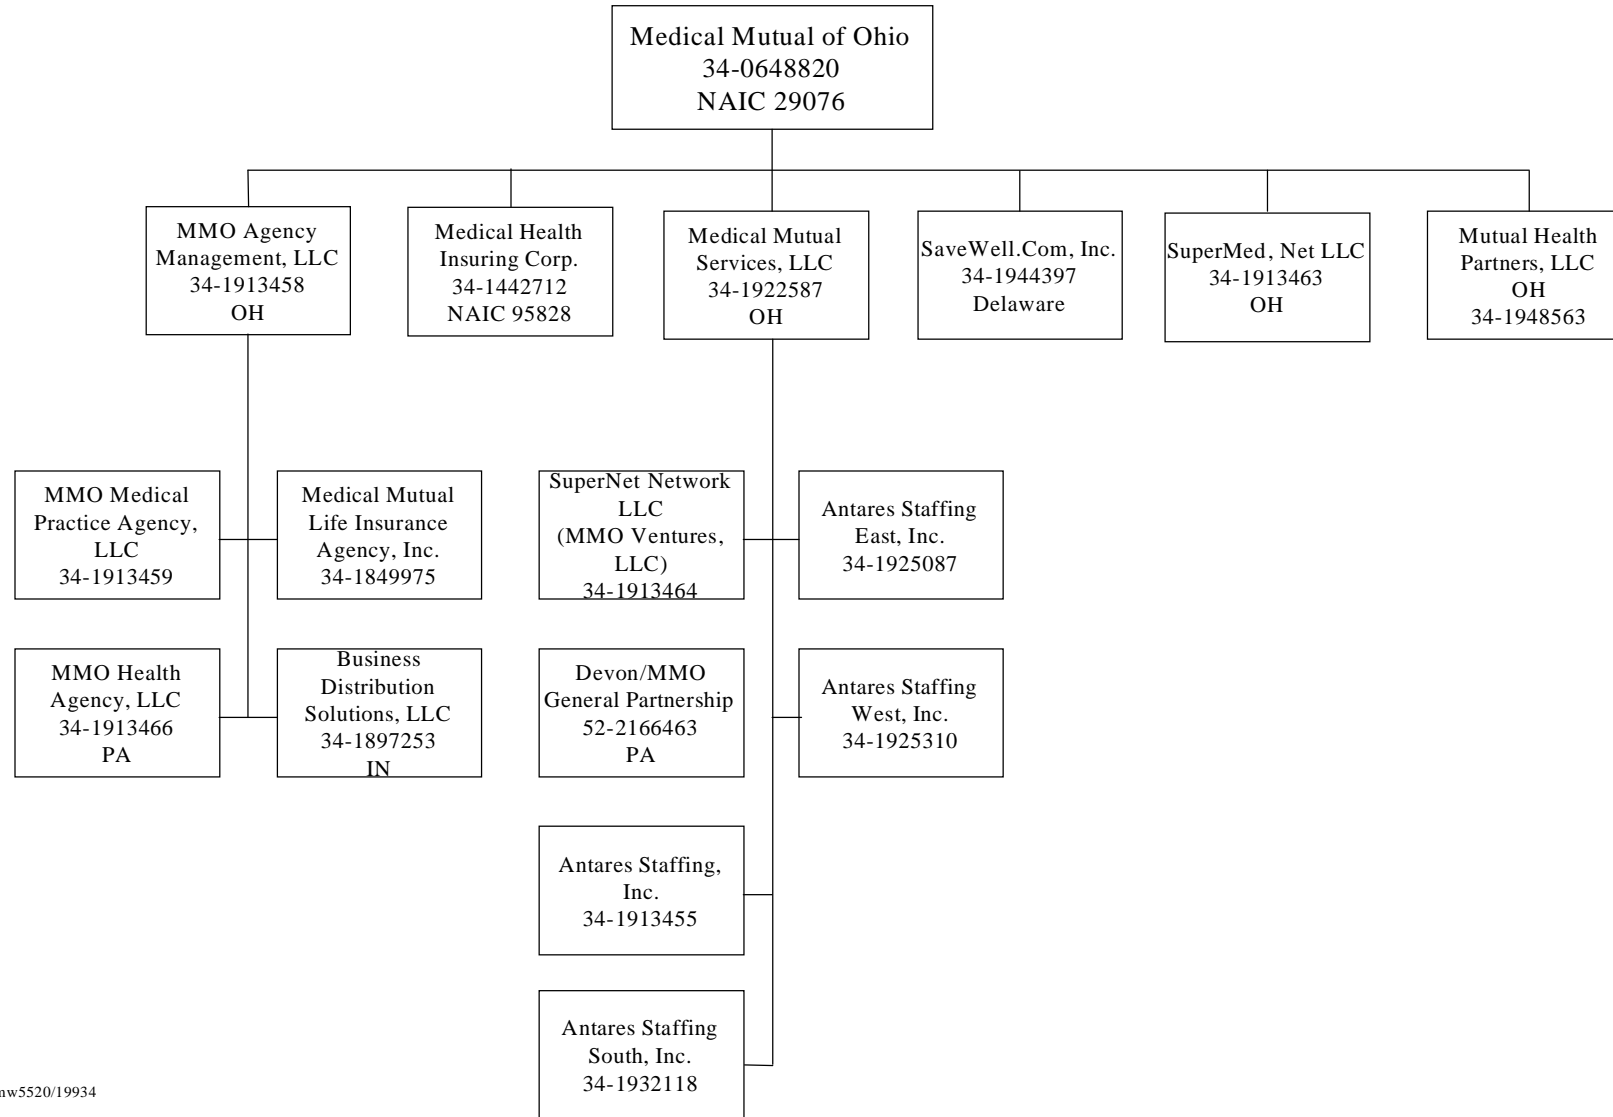 Medical Mutual of Ohio
34-0648820
NAIC 29076
MMO Agency
Management, LLC
34-1913458
OH
Medical Health
Insuring Corp.
34-1442712
NAIC 95828
Medical Mutual
Services, LLC
34-1922587
OH
SaveWell.Com, Inc.
34-1944397
Delaware
SuperMed, Net LLC
34-1913463
OH
Mutual Health
Partners, LLC
OH
34-1948563
MMO Medical
Practice Agency,
LLC
34-1913459
Medical Mutual
Life Insurance
Agency, Inc.
34-1849975
SuperNet Network
LLC
(MMO Ventures,
LLC)
34-1913464
Antares Staffing
East, Inc.
34-1925087
MMO Health
Agency, LLC
34-1913466
PA
Business
Distribution
Solutions, LLC
34-1897253
IN
Devon/MMO
General Partnership
52-2166463
PA
Antares Staffing
West, Inc.
34-1925310
Antares Staffing,
Inc.
34-1913455
Antares Staffing
South, Inc.
34-1932118
nw5520/19934